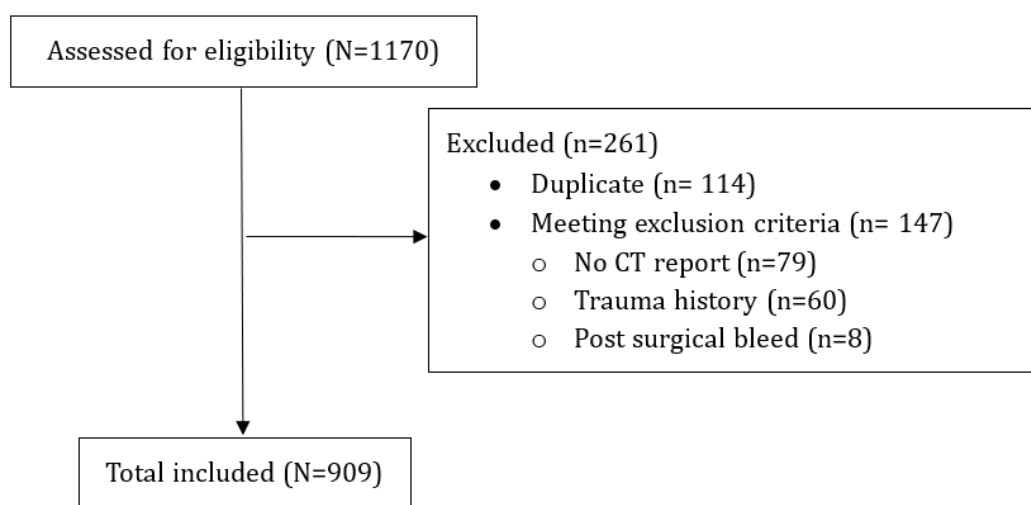 Assessed for eligibility (N=1170)
Excluded (n=261)
• Duplicate (n= 114)
• Meeting exclusion criteria (n= 147)
o No CT report (n=79)
o Trauma history (n=60)
o Post surgical bleed (n=8)
Total included (N=909)